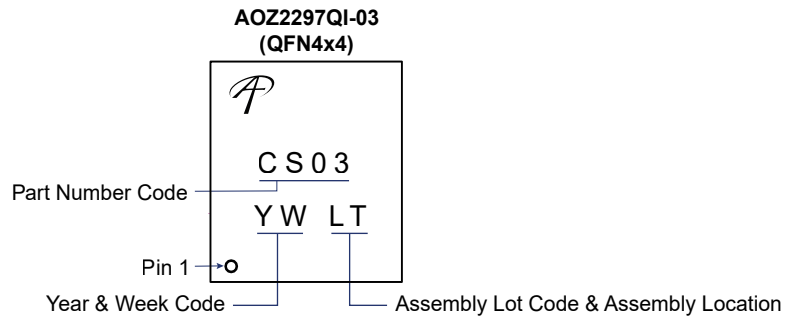 AOZ2297QI-03
(QFN4x4)
CS03
Part Number Code
YW LT
Pin 1
Year & Week Code
Assembly Lot Code & Assembly Location